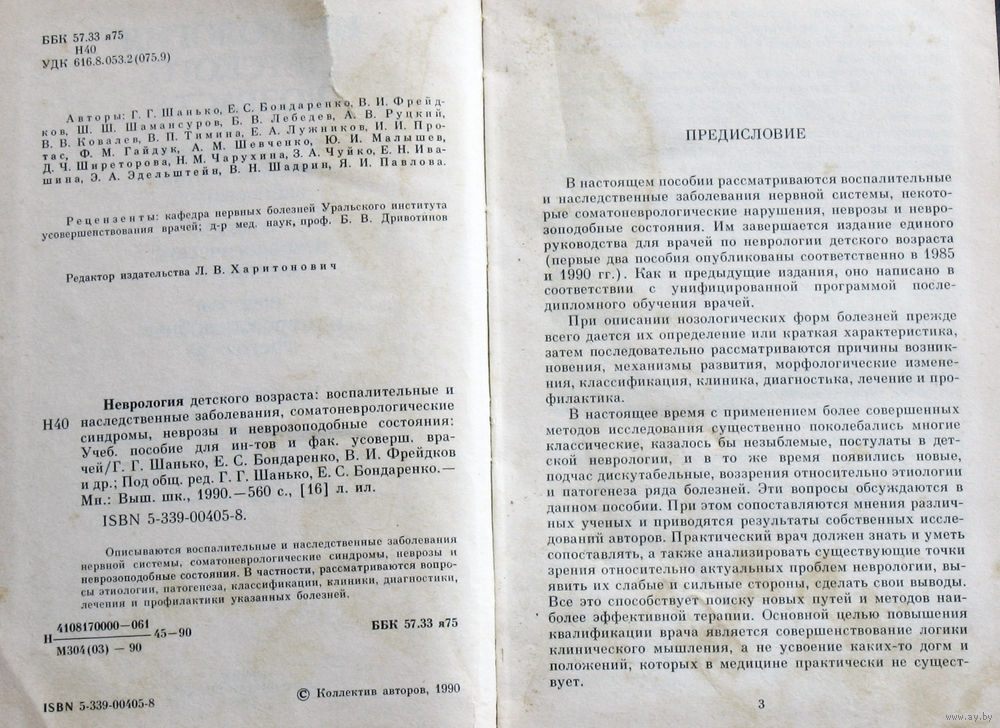 ББК 57.33 я75
Н40
УДК 616.8.053.2(075.9)
Авторы: Г. Г. Шанько, Е. С. Бондаренко, В. И. Фрейд-
ков, Ш. Ш. Шамансуров, Б. В. Лебедев, А. В. Руцкий,
В. В. Ковалев, В. П. Тимина, Е. А. Лужников, И. И. Про-
тас, Ф. М. Гайдук, А. М. Шевченко, Ю. И. Малышев,
Д. Ч. Ширеторова, Н. М. Чарухина, З. А. Чуйко, Е. Н. Ива-
шина, Э. А. Эдельштейн, В. Н. Шадрин, Я. И. Павлова.
Рецензенты: кафедра нервных болезней Уральского института
усовершенствования врачей; д-р мед. наук, проф. Б. В. Дривотинов
Редактор издательства Л. В. Харитонович
Неврология детского возраста: воспалительные и
Н40 наследственные заболевания, соматоневрологические
синдромы, неврозы и неврозоподобные состояния:
Учеб. пособие для ин-тов и фак. усоверш. вра-
чей/Г. Г. Шанько, Е. С. Бондаренко, В. И. Фрейдков
и др.; Под общ. ред. Г. Г. Шанько, Е. С. Бондаренко.—
Мн.: Выш. шк., 1990.—560 с., [16] л. ил.
ISBN 5-339-00405-8.
Описываются воспалительные и наследственные заболевания
нервной системы, соматоневрологические синдромы, неврозы и
неврозоподобные состояния. В частности, рассматриваются вопро-
сы этиологии, патогенеза, классификации, клиники, диагностики,
лечения и профилактики указанных болезней.
4108170000—061
Н 45—90
М304(03) — 90
ББК 57.33 я75
ISBN 5-339-00405-8
© Коллектив авторов, 1990
ПРЕДИСЛОВИЕ
В настоящем пособии рассматриваются воспалительные
и наследственные заболевания нервной системы, некото-
рые соматоневрологические нарушения, неврозы и невро-
зоподобные состояния. Им завершается издание единого
руководства для врачей по неврологии детского возраста
(первые два пособия опубликованы соответственно в 1985
и 1990 гг.). Как и предыдущие издания, оно написано в
соответствии с унифицированной программой после-
дипломного обучения врачей.
При описании нозологических форм болезней прежде
всего дается их определение или краткая характеристика,
затем последовательно рассматриваются причины возник-
новения, механизмы развития, морфологические измене-
ния, классификация, клиника, диагностика, лечение и про-
филактика.
В настоящее время с применением более совершенных
методов исследования существенно поколебались многие
классические, казалось бы незыблемые, постулаты в дет-
ской неврологии, и в то же время появились новые,
подчас дискутабельные, воззрения относительно этиологии
и патогенеза ряда болезней. Эти вопросы обсуждаются в
данном пособии. При этом сопоставляются мнения различ-
ных ученых и приводятся результаты собственных иссле-
дований авторов. Практический врач должен знать и уметь
сопоставлять, а также анализировать существующие точки
зрения относительно актуальных проблем неврологии, вы-
явить их слабые и сильные стороны, сделать свои выводы.
Все это способствует поиску новых путей и методов наи-
более эффективной терапии. Основной целью повышения
квалификации врача является совершенствование логики
клинического мышления, а не усвоение каких-то догм и
положений, которых в медицине практически не сущест-
вует.
3
www.ay.by